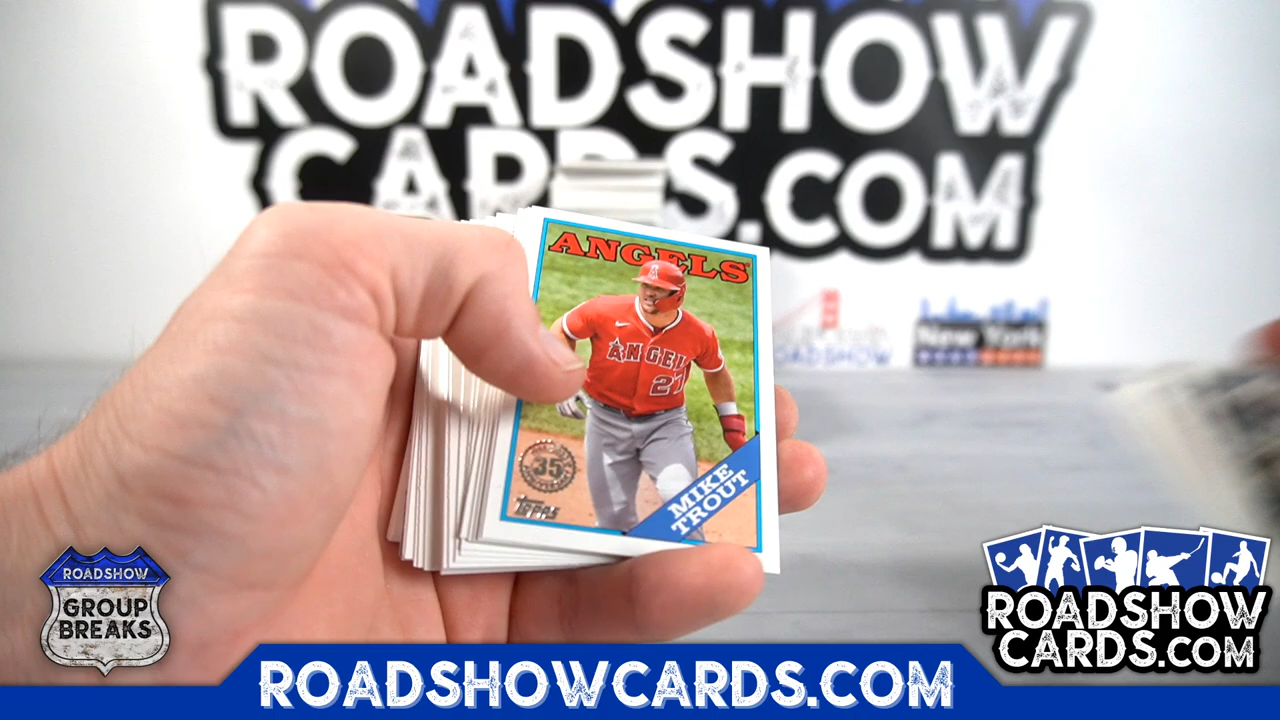 ROADSHOW
CARDS.COM
ANGELS
ANGELS
27
35
Topps
MIKE
TROUT
New York
ROADSHOW
ROADSHOW
GROUP
BREAKS
ROADSHOW
CARDS.COM
ROADSHOWCARDS.COM